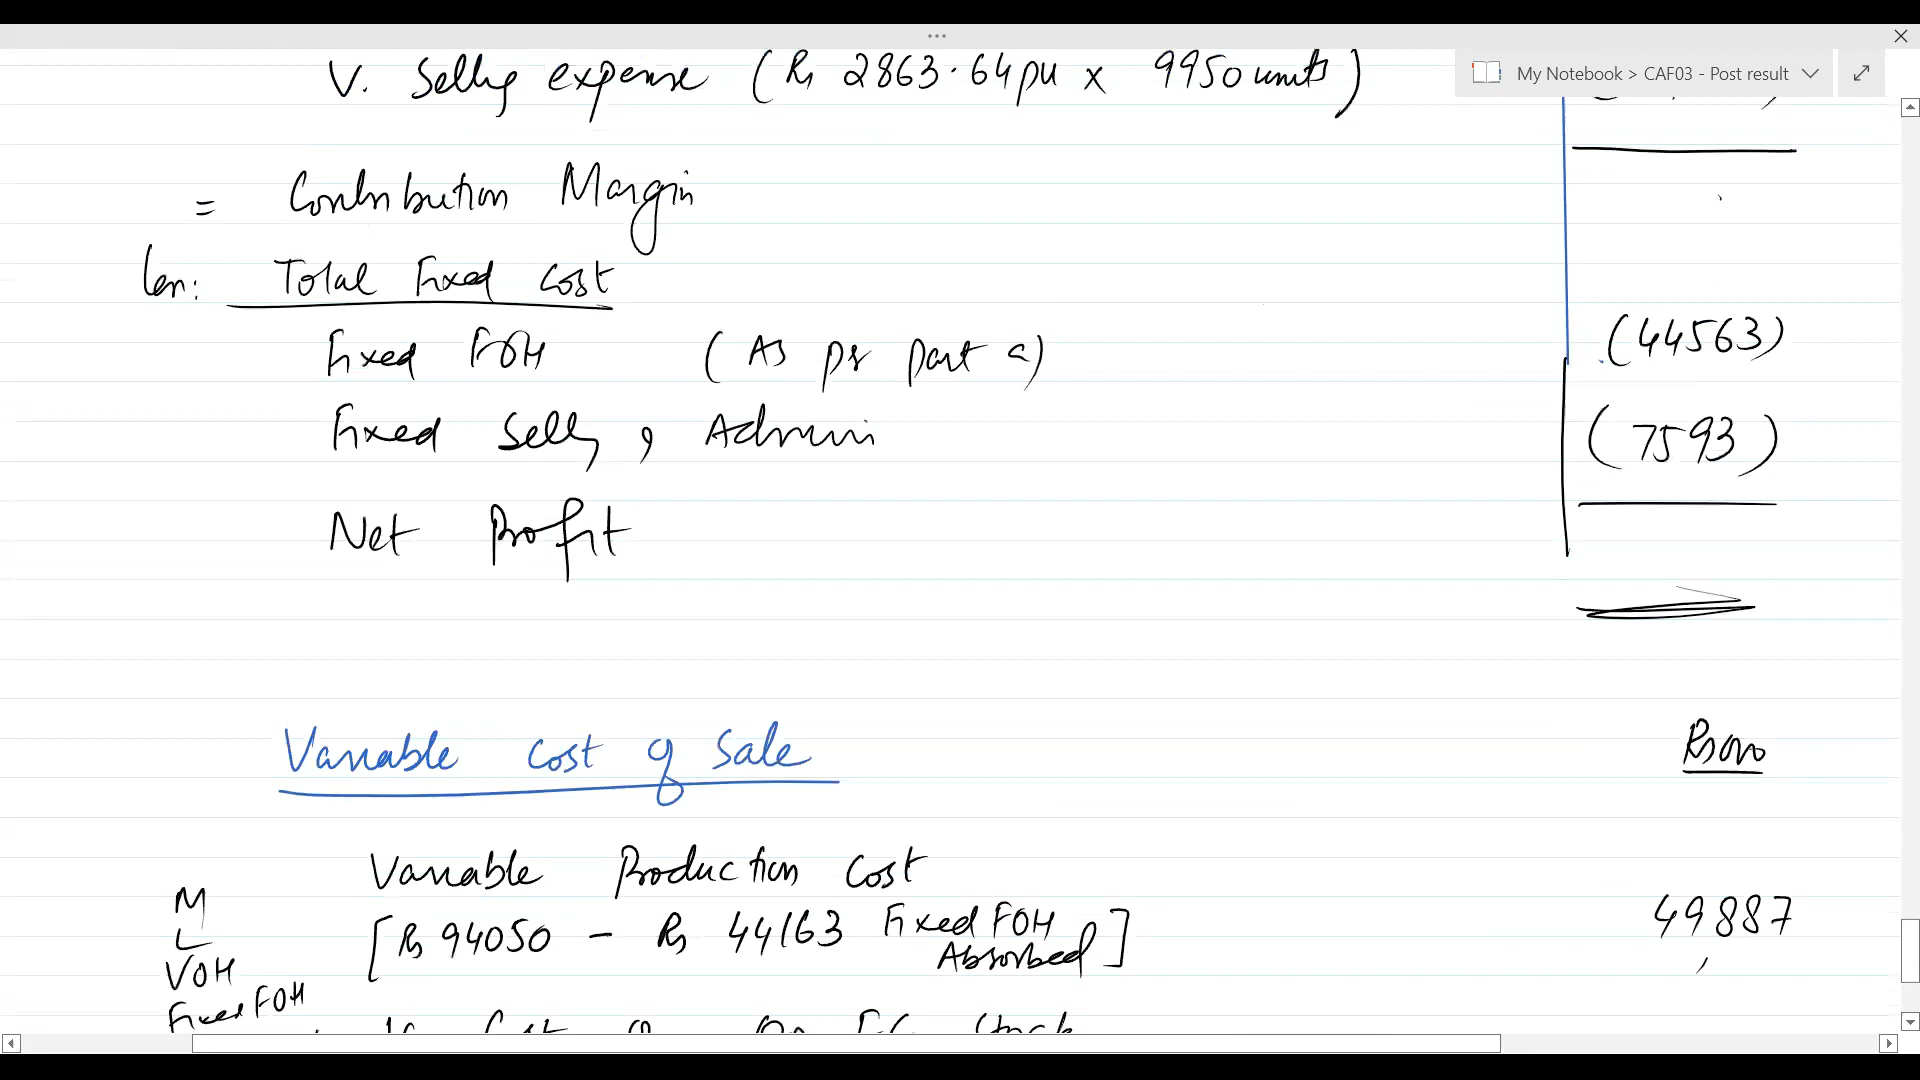 ...
V. Selling expense (Rs 2863.64 pu x 9950 units)
My Notebook > CAF03 - Post result
= Contribution Margin
Less: Total Fixed Cost
Fixed FOH (As per part a) (44563)
Fixed Selling, Admin (7593)
Net Profit
Variable Cost of Sale Rs 000
Variable Production Cost
M
[Rs 94050 - Rs 44163 Fixed FOH Absorbed] 49887
L
VOH
Fixed FOH